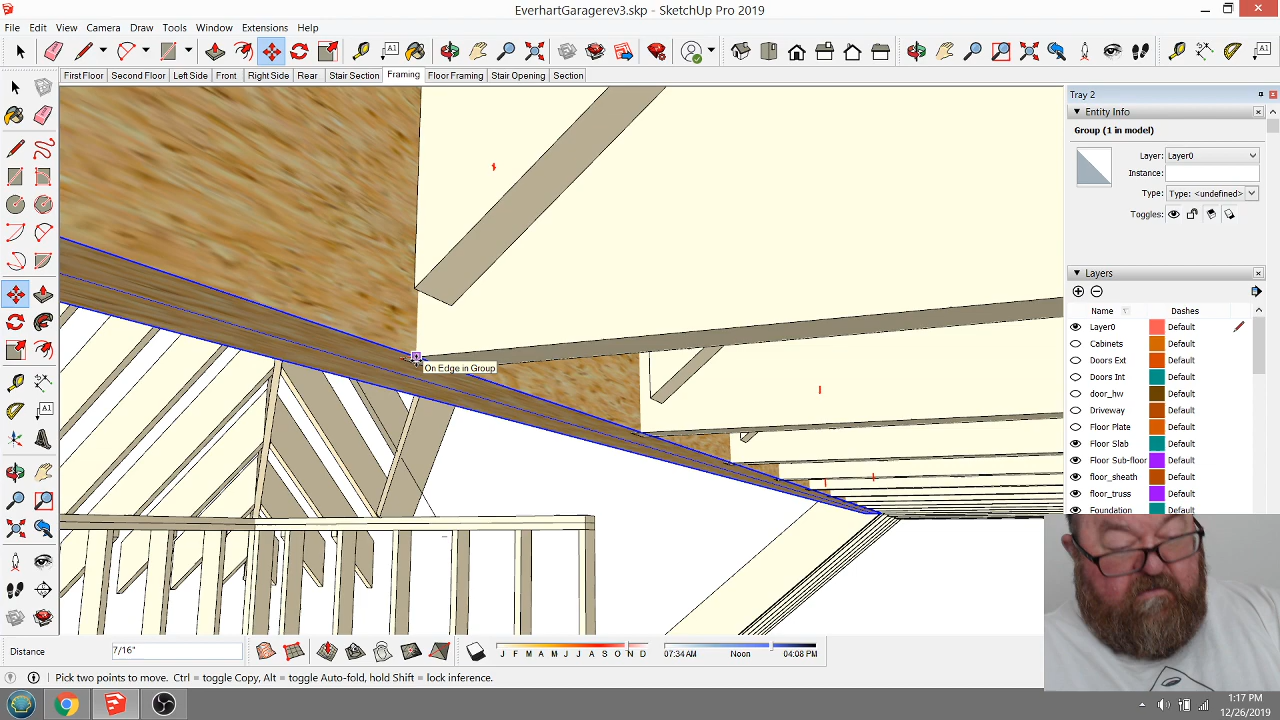 EverhartGaragerev3.skp - SketchUp Pro 2019
File Edit View Camera Draw Tools Window Extensions Help
First Floor Second Floor Left Side Front Right Side Rear Stair Section Framing Floor Framing Stair Opening Section
Tray 2
Entity Info
Group (1 in model)
Layer: Layer0
Instance:
Type: Type: <undefined>
Toggles:
On Edge in Group
Layers
Name Dashes
Layer0 Default
Cabinets Default
Doors Ext Default
Doors Int Default
door_hw Default
Driveway Default
Floor Plate Default
Floor Slab Default
Floor Sub-floor Default
floor_sheath Default
floor_truss Default
Foundation Default
Distance 7/16"
J F M A M J J A S O N D
07:34 AM Noon 04:08 PM
Pick two points to move. Ctrl = toggle Copy, Alt = toggle Auto-fold, hold Shift = lock inference.
1:17 PM
12/26/2019